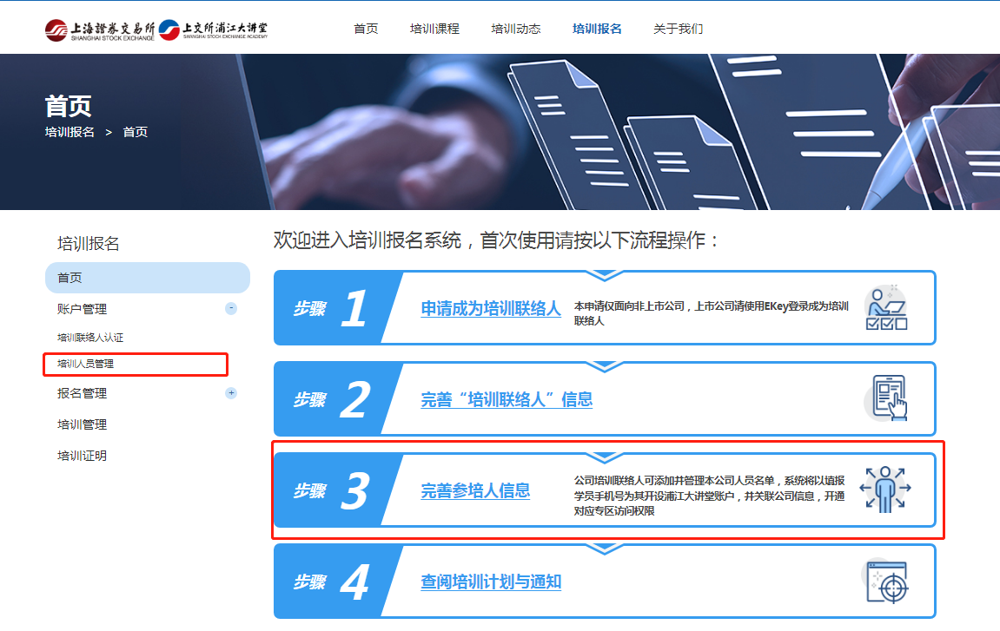 上海證券交易所
SHANGHAI STOCK EXCHANGE
上交所浦江大讲堂
SHANGHAI STOCK EXCHANGE ACADEMY
首页
培训课程
培训动态
培训报名
关于我们
首页
培训报名 > 首页
培训报名
首页
账户管理 -
培训联络人认证
培训人员管理
报名管理 +
培训管理
培训证明
欢迎进入培训报名系统，首次使用请按以下流程操作：
步骤 1
申请成为培训联络人
本申请仅面向非上市公司，上市公司请使用EKey登录成为培训
联络人
步骤 2
完善“培训联络人”信息
步骤 3
完善参培人信息
公司培训联络人可添加并管理本公司人员名单，系统将以填报
学员手机号为其开设浦江大讲堂账户，并关联公司信息，开通
对应专区访问权限
步骤 4
查阅培训计划与通知